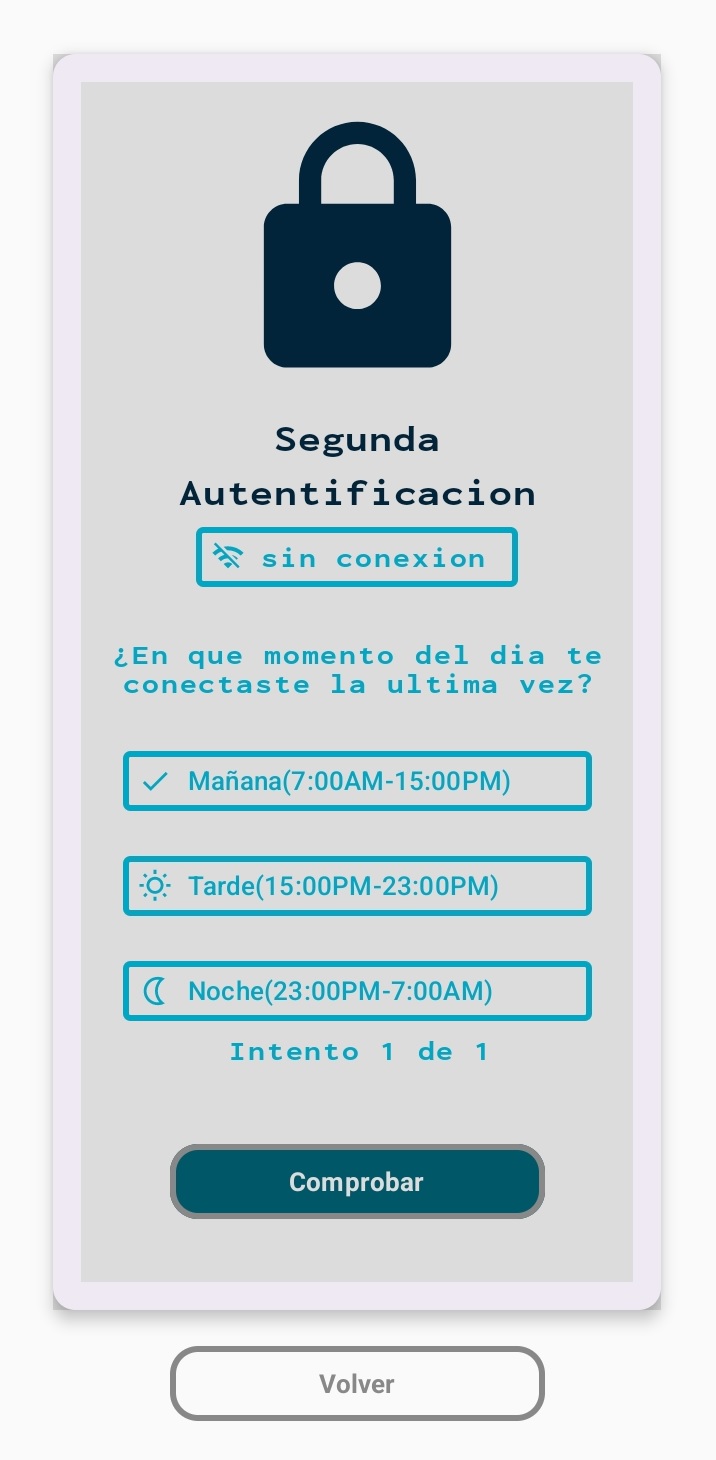 Segunda
Autentificacion
sin conexion
¿En que momento del dia te
conectaste la ultima vez?
Mañana(7:00AM-15:00PM)
Tarde(15:00PM-23:00PM)
Noche(23:00PM-7:00AM)
Intento 1 de 1
Comprobar
Volver